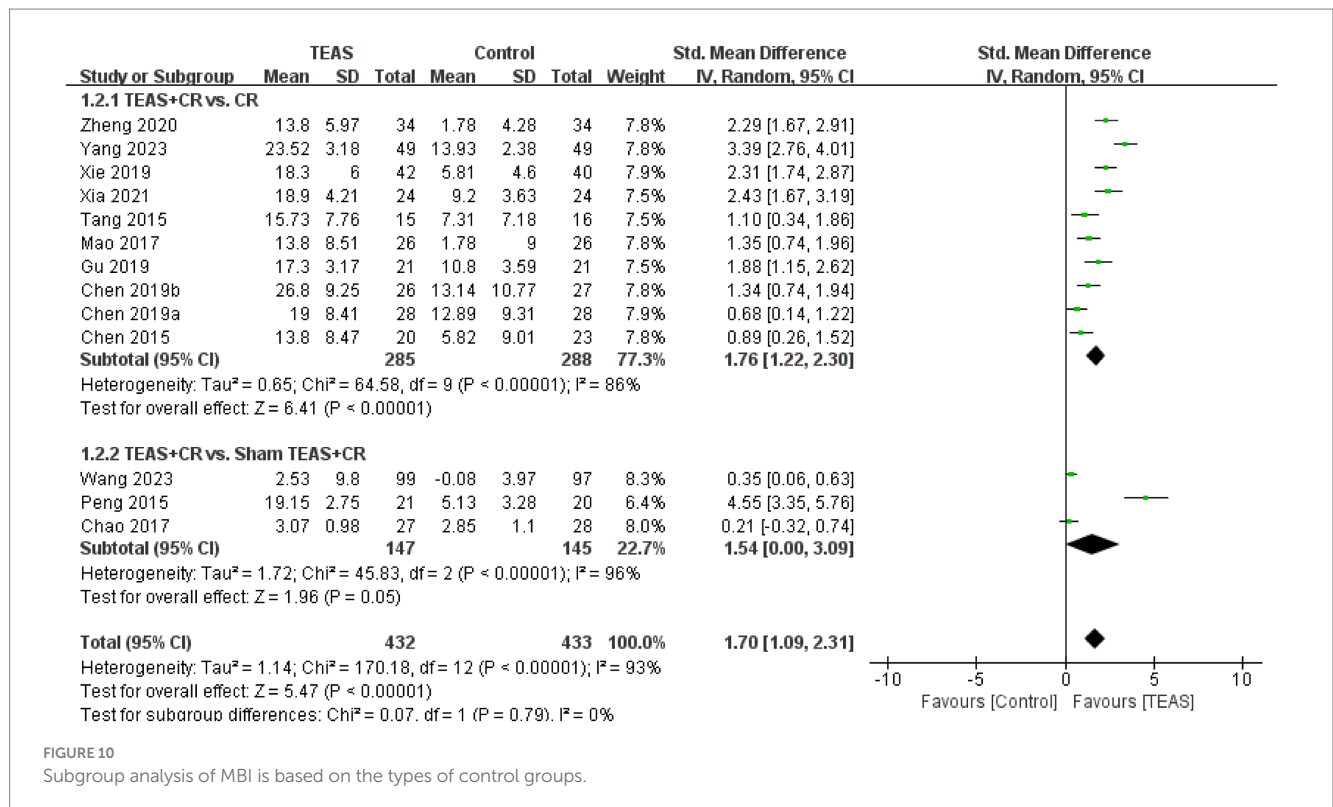 TEAS Control Std. Mean Difference Std. Mean Difference
Study or Subgroup Mean SD Total Mean SD Total Weight IV, Random, 95% CI IV, Random, 95% CI
1.2.1 TEAS+CR vs. CR
Zheng 2020 13.8 5.97 34 1.78 4.28 34 7.8% 2.29 [1.67, 2.91]
Yang 2023 23.52 3.18 49 13.93 2.38 49 7.8% 3.39 [2.76, 4.01]
Xie 2019 18.3 6 42 5.81 4.6 40 7.9% 2.31 [1.74, 2.87]
Xia 2021 18.9 4.21 24 9.2 3.63 24 7.5% 2.43 [1.67, 3.19]
Tang 2015 15.73 7.76 15 7.31 7.18 16 7.5% 1.10 [0.34, 1.86]
Mao 2017 13.8 8.51 26 1.78 9 26 7.8% 1.35 [0.74, 1.96]
Gu 2019 17.3 3.17 21 10.8 3.59 21 7.5% 1.88 [1.15, 2.62]
Chen 2019b 26.8 9.25 26 13.14 10.77 27 7.8% 1.34 [0.74, 1.94]
Chen 2019a 19 8.41 28 12.89 9.31 28 7.9% 0.68 [0.14, 1.22]
Chen 2015 13.8 8.47 20 5.82 9.01 23 7.8% 0.89 [0.26, 1.52]
Subtotal (95% CI) 285 288 77.3% 1.76 [1.22, 2.30]
Heterogeneity: Tau² = 0.65; Chi² = 64.58, df = 9 (P < 0.00001); I² = 86%
Test for overall effect: Z = 6.41 (P < 0.00001)
1.2.2 TEAS+CR vs. Sham TEAS+CR
Wang 2023 2.53 9.8 99 -0.08 3.97 97 8.3% 0.35 [0.06, 0.63]
Peng 2015 19.15 2.75 21 5.13 3.28 20 6.4% 4.55 [3.35, 5.76]
Chao 2017 3.07 0.98 27 2.85 1.1 28 8.0% 0.21 [-0.32, 0.74]
Subtotal (95% CI) 147 145 22.7% 1.54 [0.00, 3.09]
Heterogeneity: Tau² = 1.72; Chi² = 45.83, df = 2 (P < 0.00001); I² = 96%
Test for overall effect: Z = 1.96 (P = 0.05)
Total (95% CI) 432 433 100.0% 1.70 [1.09, 2.31]
Heterogeneity: Tau² = 1.14; Chi² = 170.18, df = 12 (P < 0.00001); I² = 93%
Test for overall effect: Z = 5.47 (P < 0.00001)
Test for subgroup differences: Chi² = 0.07, df = 1 (P = 0.79), I² = 0%
-10 -5 0 5 10
Favours [Control] Favours [TEAS]
FIGURE 10
Subgroup analysis of MBI is based on the types of control groups.